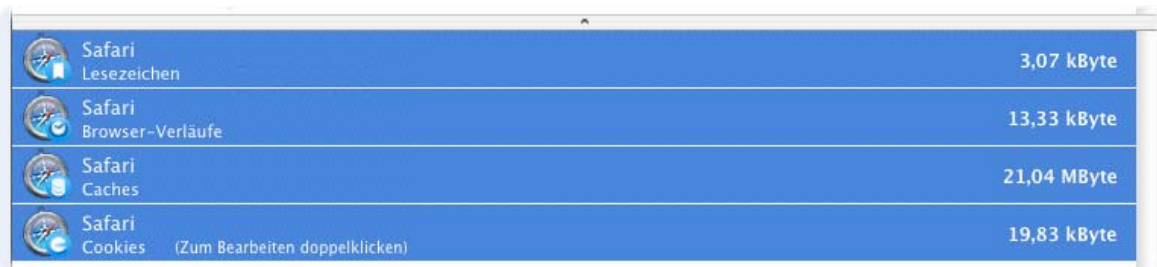 Safari
Lesezeichen
3,07 kByte
Safari
Browser-Verläufe
13,33 kByte
Safari
Caches
21,04 MByte
Safari
Cookies (Zum Bearbeiten doppelklicken)
19,83 kByte